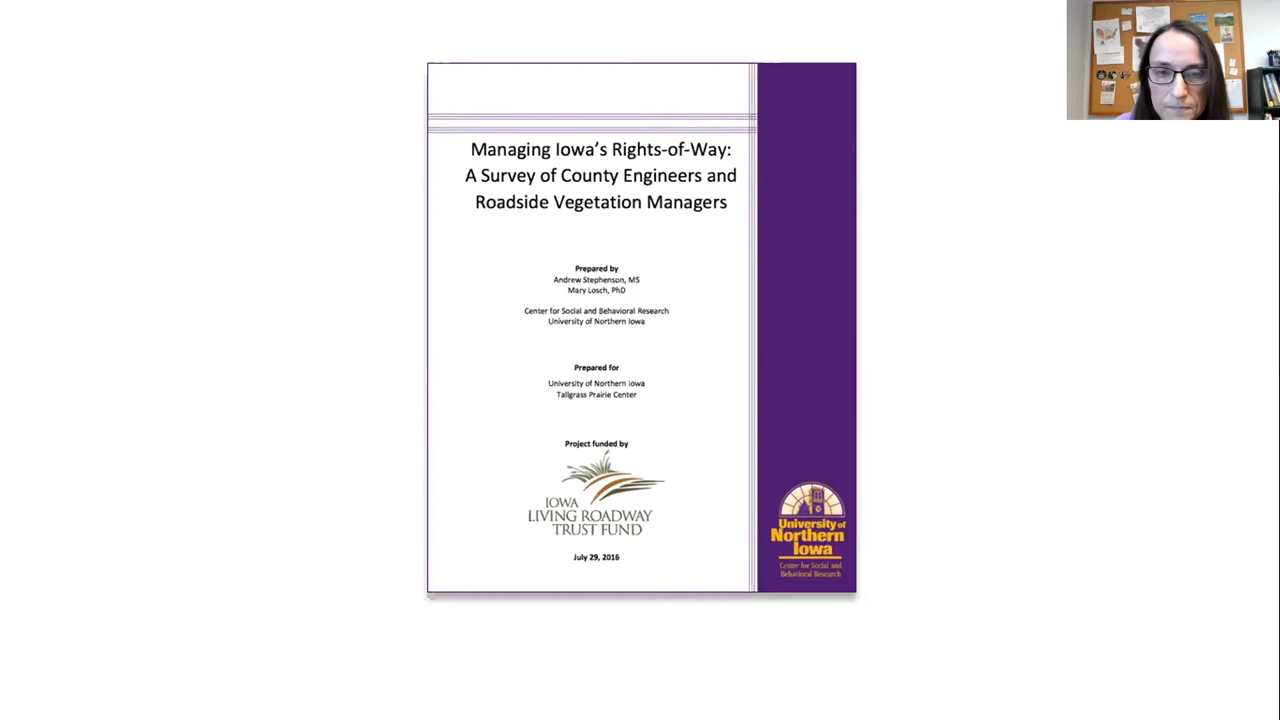 Managing Iowa's Rights-of-Way:
A Survey of County Engineers and
Roadside Vegetation Managers
Prepared by
Andrew Stephenson, MS
Mary Losch, PhD
Center for Social and Behavioral Research
University of Northern Iowa
Prepared for
University of Northern Iowa
Tallgrass Prairie Center
Project funded by
IOWA
LIVING ROADWAY
TRUST FUND
July 29, 2016
University of
Northern
Iowa
Center for Social and
Behavioral Research